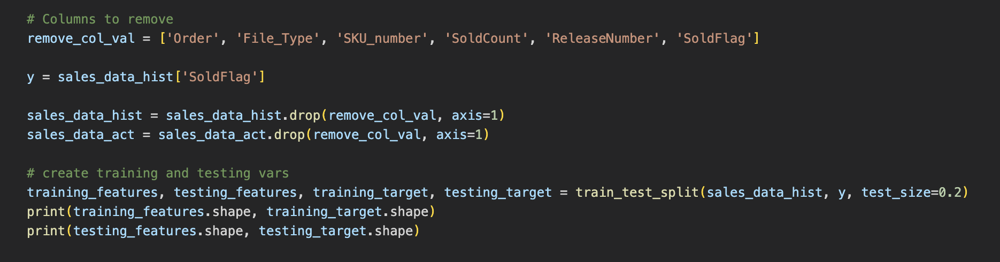 # Columns to remove
remove_col_val = ['Order', 'File_Type', 'SKU_number', 'SoldCount', 'ReleaseNumber', 'SoldFlag']
y = sales_data_hist['SoldFlag']
sales_data_hist = sales_data_hist.drop(remove_col_val, axis=1)
sales_data_act = sales_data_act.drop(remove_col_val, axis=1)
# create training and testing vars
training_features, testing_features, training_target, testing_target = train_test_split(sales_data_hist, y, test_size=0.2)
print(training_features.shape, training_target.shape)
print(testing_features.shape, testing_target.shape)